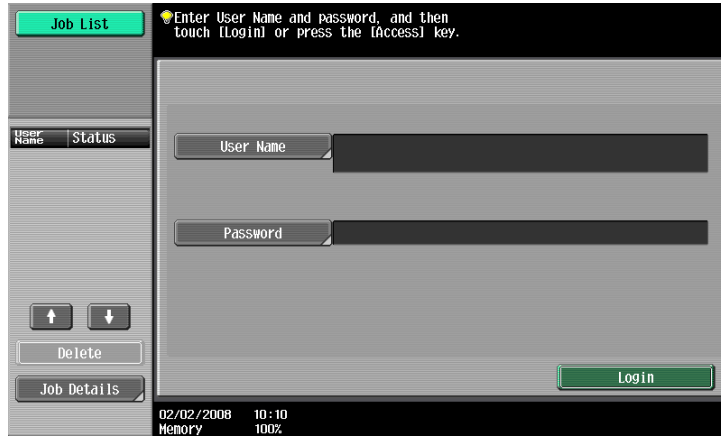 Job List
Enter User Name and password, and then
touch [Login] or press the [Access] key.
User Name
Status
User Name
Password
Delete
Job Details
Login
02/02/2008 10:10
Memory 100%